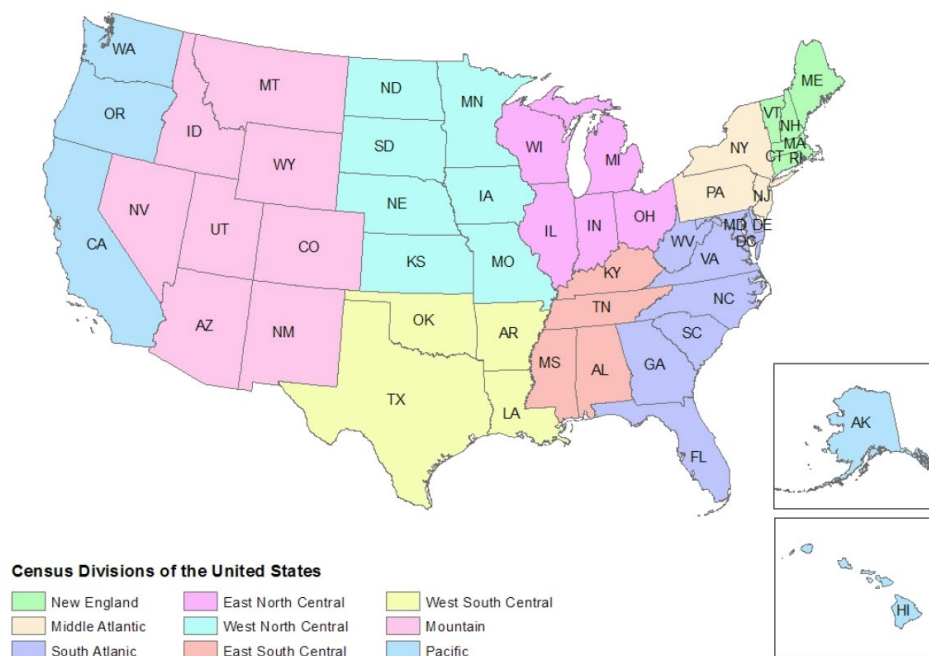 WA
MT
ND
MN
ME
OR
ID
SD
WI
MI
VT
NH
NY
MA
CT
RI
WY
NE
IA
PA
NJ
NV
UT
CO
IL
IN
OH
MD
DE
DC
WV
VA
CA
KS
MO
KY
AZ
NM
OK
AR
TN
NC
SC
TX
LA
MS
AL
GA
FL
AK
HI
Census Divisions of the United States
New England
East North Central
West South Central
Middle Atlantic
West North Central
Mountain
South Atlanic
East South Central
Pacific